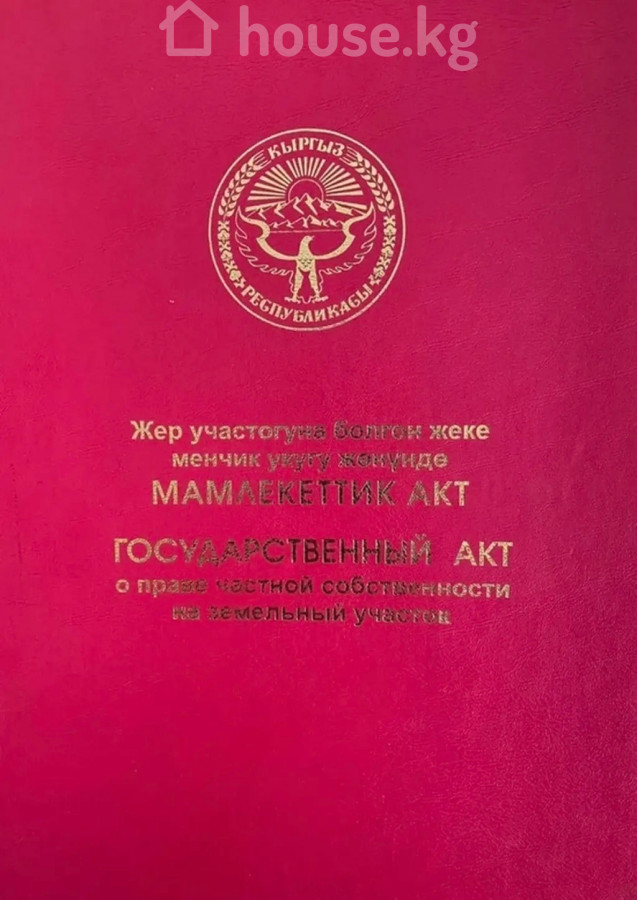 house.kg
КЫРГЫЗ
РЕСПУБЛИКАСЫ
Жер участогуна болгон жеке
менчик укугу жөнүндө
МАМЛЕКЕТТИК АКТ
ГОСУДАРСТВЕННЫЙ АКТ
о праве частной собственности
на земельный участок